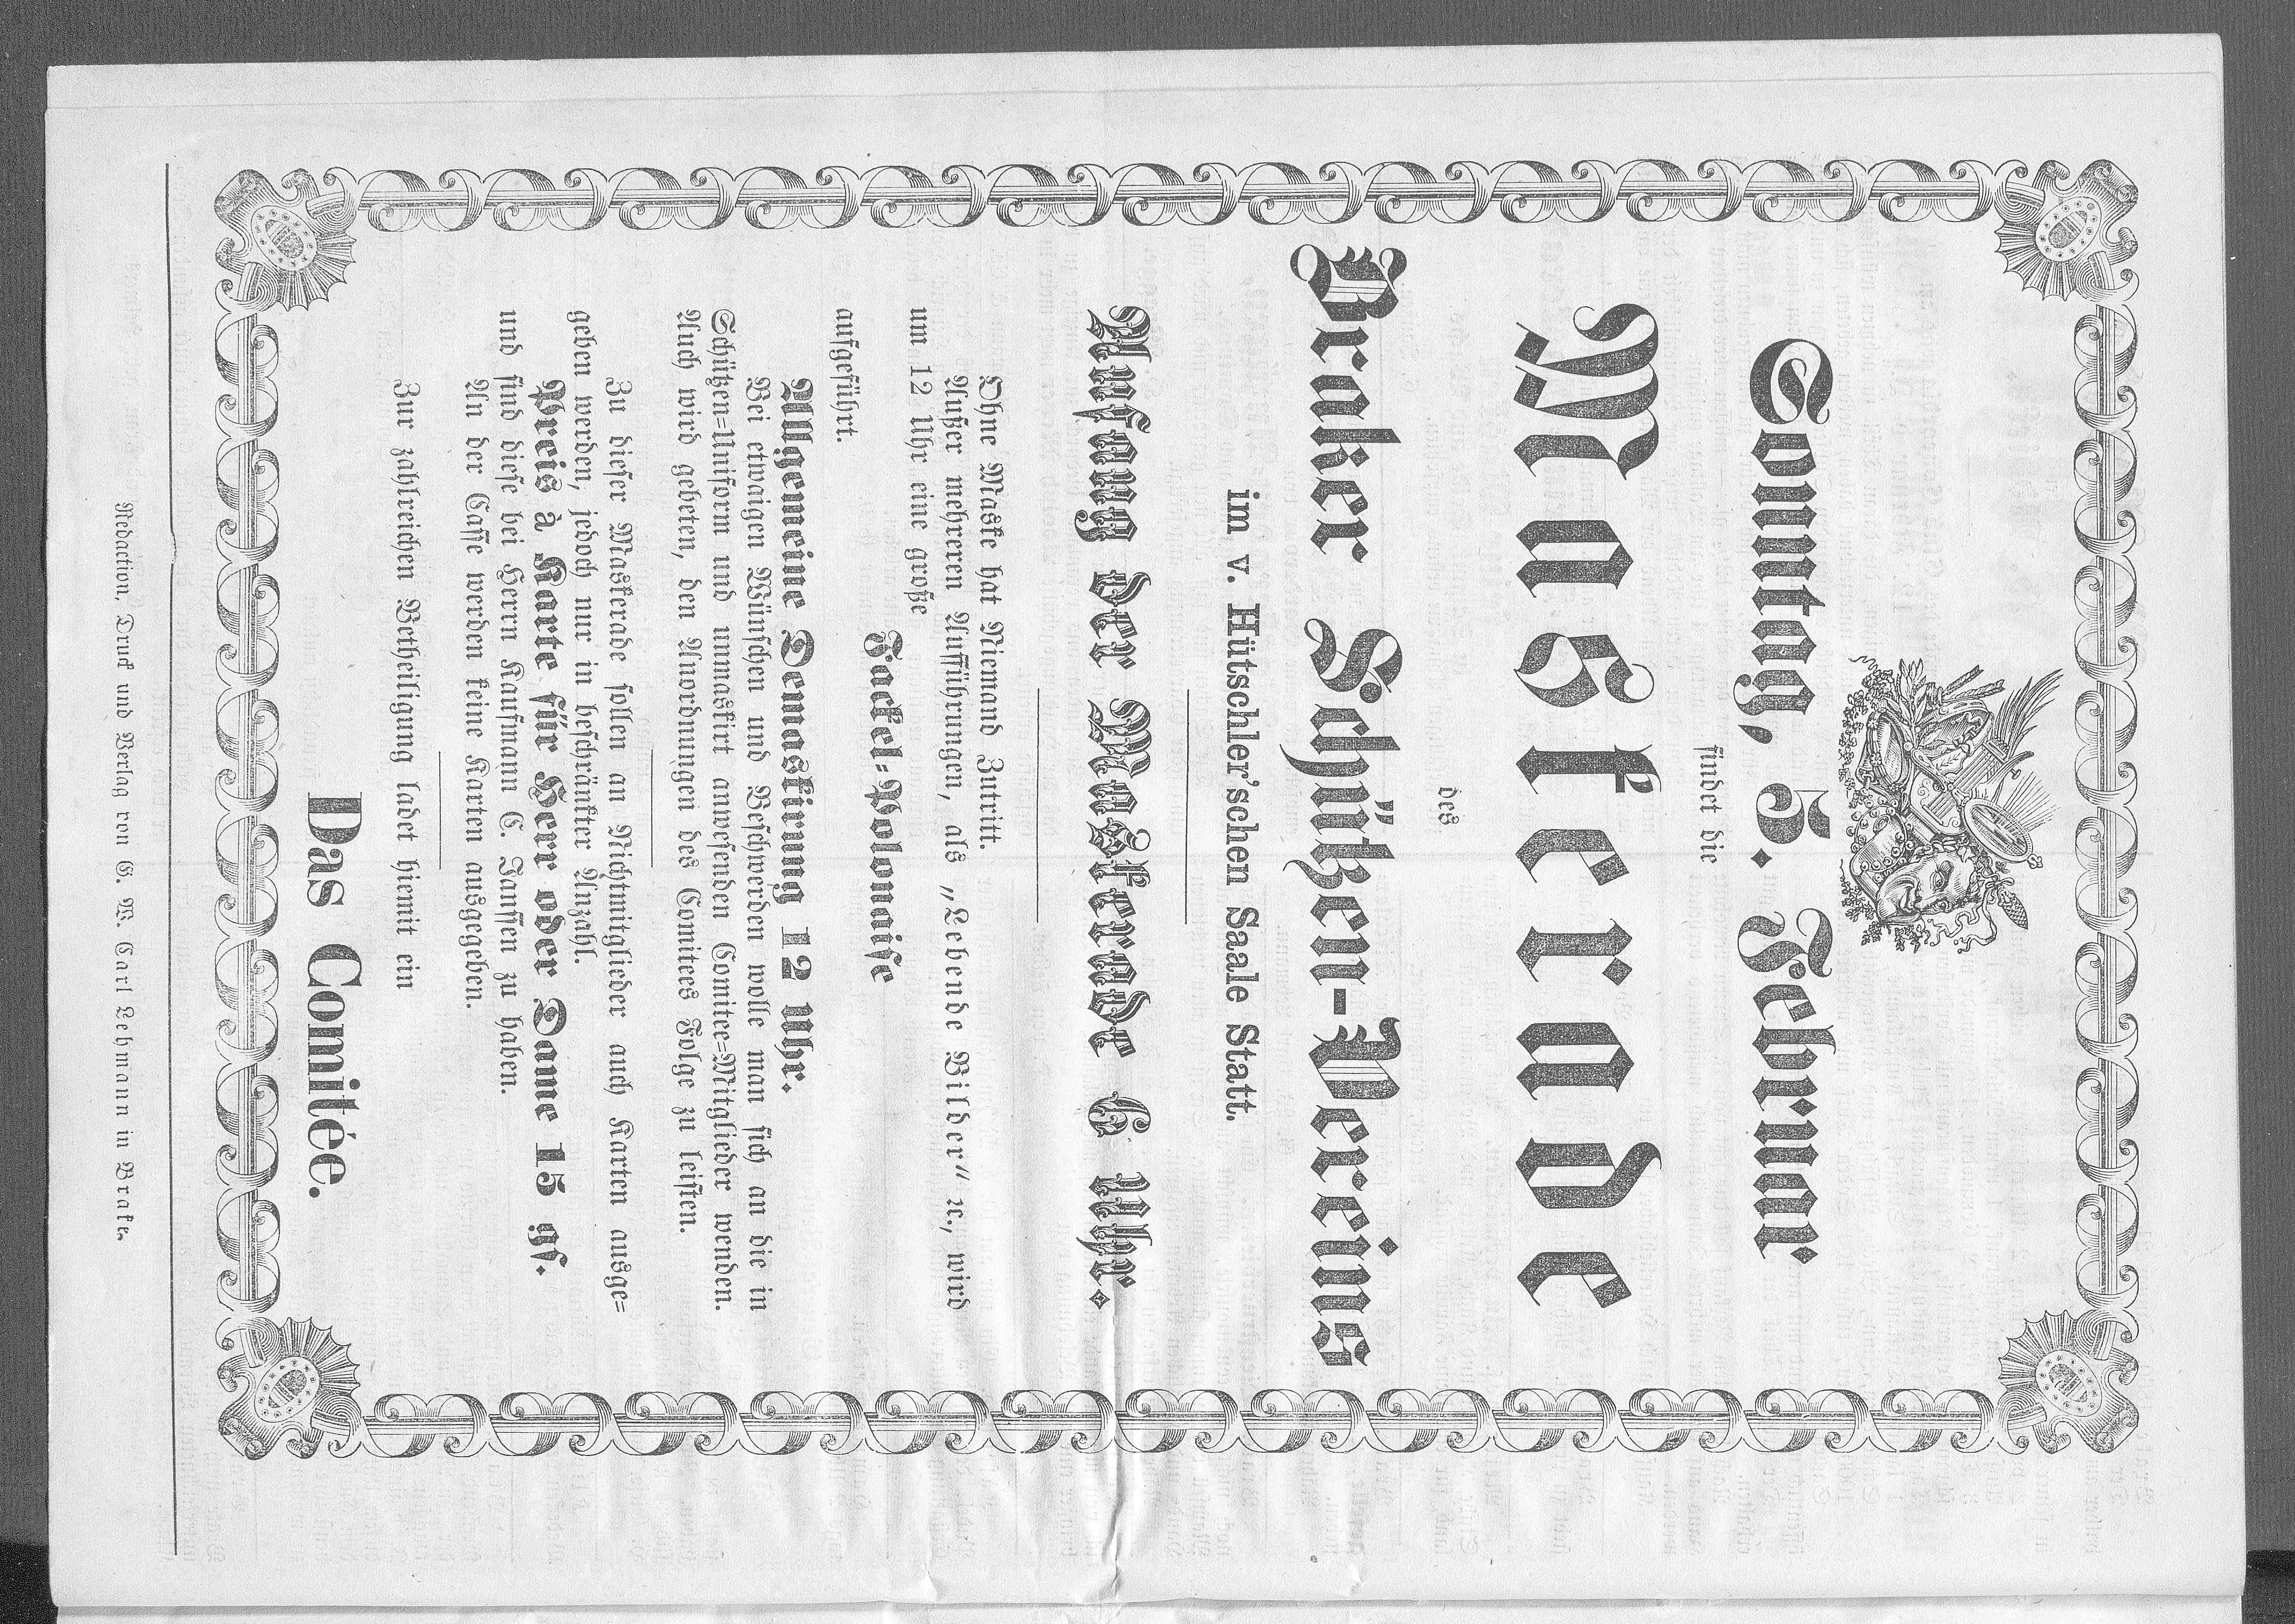 Sonntag, 5. Februar
findet die
Maskerade
des
Braker Schützen-Vereins
im v. Hütschler'schen Saale Statt.
Anfang der Maskerade 6 Uhr.
Ohne Maske hat Niemand Zutritt.
Außer mehreren Aufführungen, als „Lebende Bilder“ ꝛc., wird
um 12 Uhr eine große
Fackel-Polonaise
aufgeführt.
Allgemeine Demaskirung 12 Uhr.
Bei etwaigen Wünschen und Beschwerden wolle man sich an die in
Schützen=Uniform und unmaskirt anwesenden Comitee=Mitglieder wenden.
Auch wird gebeten, den Anordnungen des Comitees Folge zu leisten.
Zu dieser Maskerade sollen an Nichtmitglieder auch Karten ausge=
geben werden, jedoch nur in beschränkter Anzahl.
Preis à Karte für Herr oder Dame 15 gf.
und sind diese bei Herrn Kaufmann C. Janssen zu haben.
An der Casse werden keine Karten ausgegeben.
Zur zahlreichen Betheiligung ladet hiemit ein
Das Comitée.
Redaction, Druck und Verlag von G. W. Carl Lehmann in Brake.